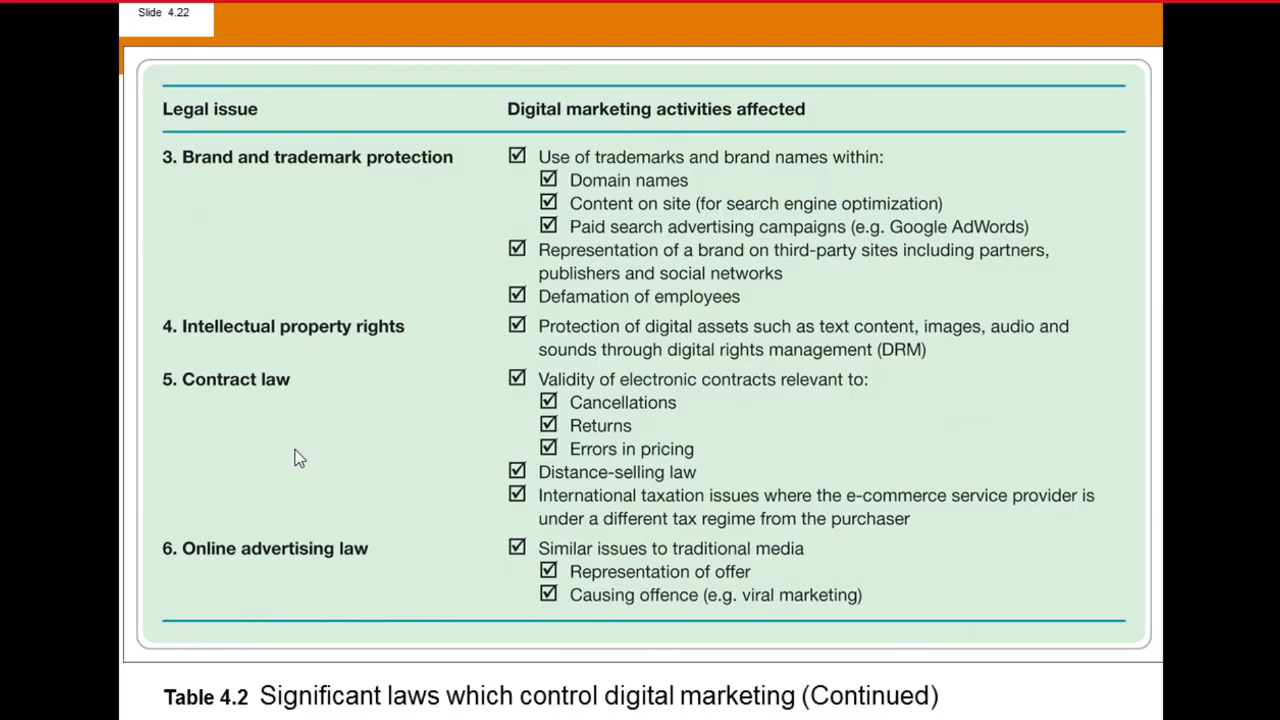 Slide 4.22
Legal issue Digital marketing activities affected
3. Brand and trademark protection ☑ Use of trademarks and brand names within:
☑ Domain names
☑ Content on site (for search engine optimization)
☑ Paid search advertising campaigns (e.g. Google AdWords)
☑ Representation of a brand on third-party sites including partners,
publishers and social networks
☑ Defamation of employees
4. Intellectual property rights ☑ Protection of digital assets such as text content, images, audio and
sounds through digital rights management (DRM)
5. Contract law ☑ Validity of electronic contracts relevant to:
☑ Cancellations
☑ Returns
☑ Errors in pricing
☑ Distance-selling law
☑ International taxation issues where the e-commerce service provider is
under a different tax regime from the purchaser
6. Online advertising law ☑ Similar issues to traditional media
☑ Representation of offer
☑ Causing offence (e.g. viral marketing)
Table 4.2 Significant laws which control digital marketing (Continued)